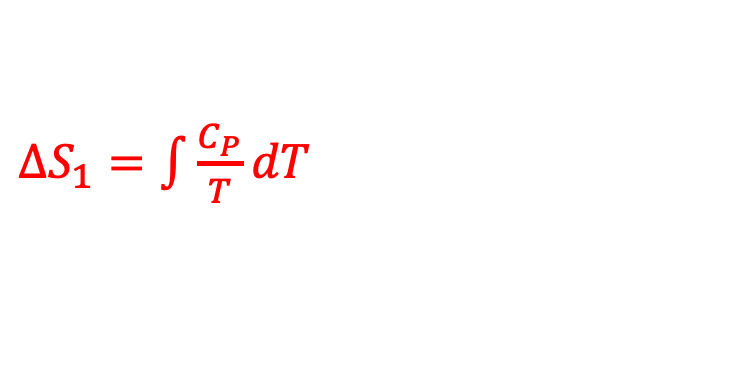 ΔS₁ = ∫ C_P/T dT